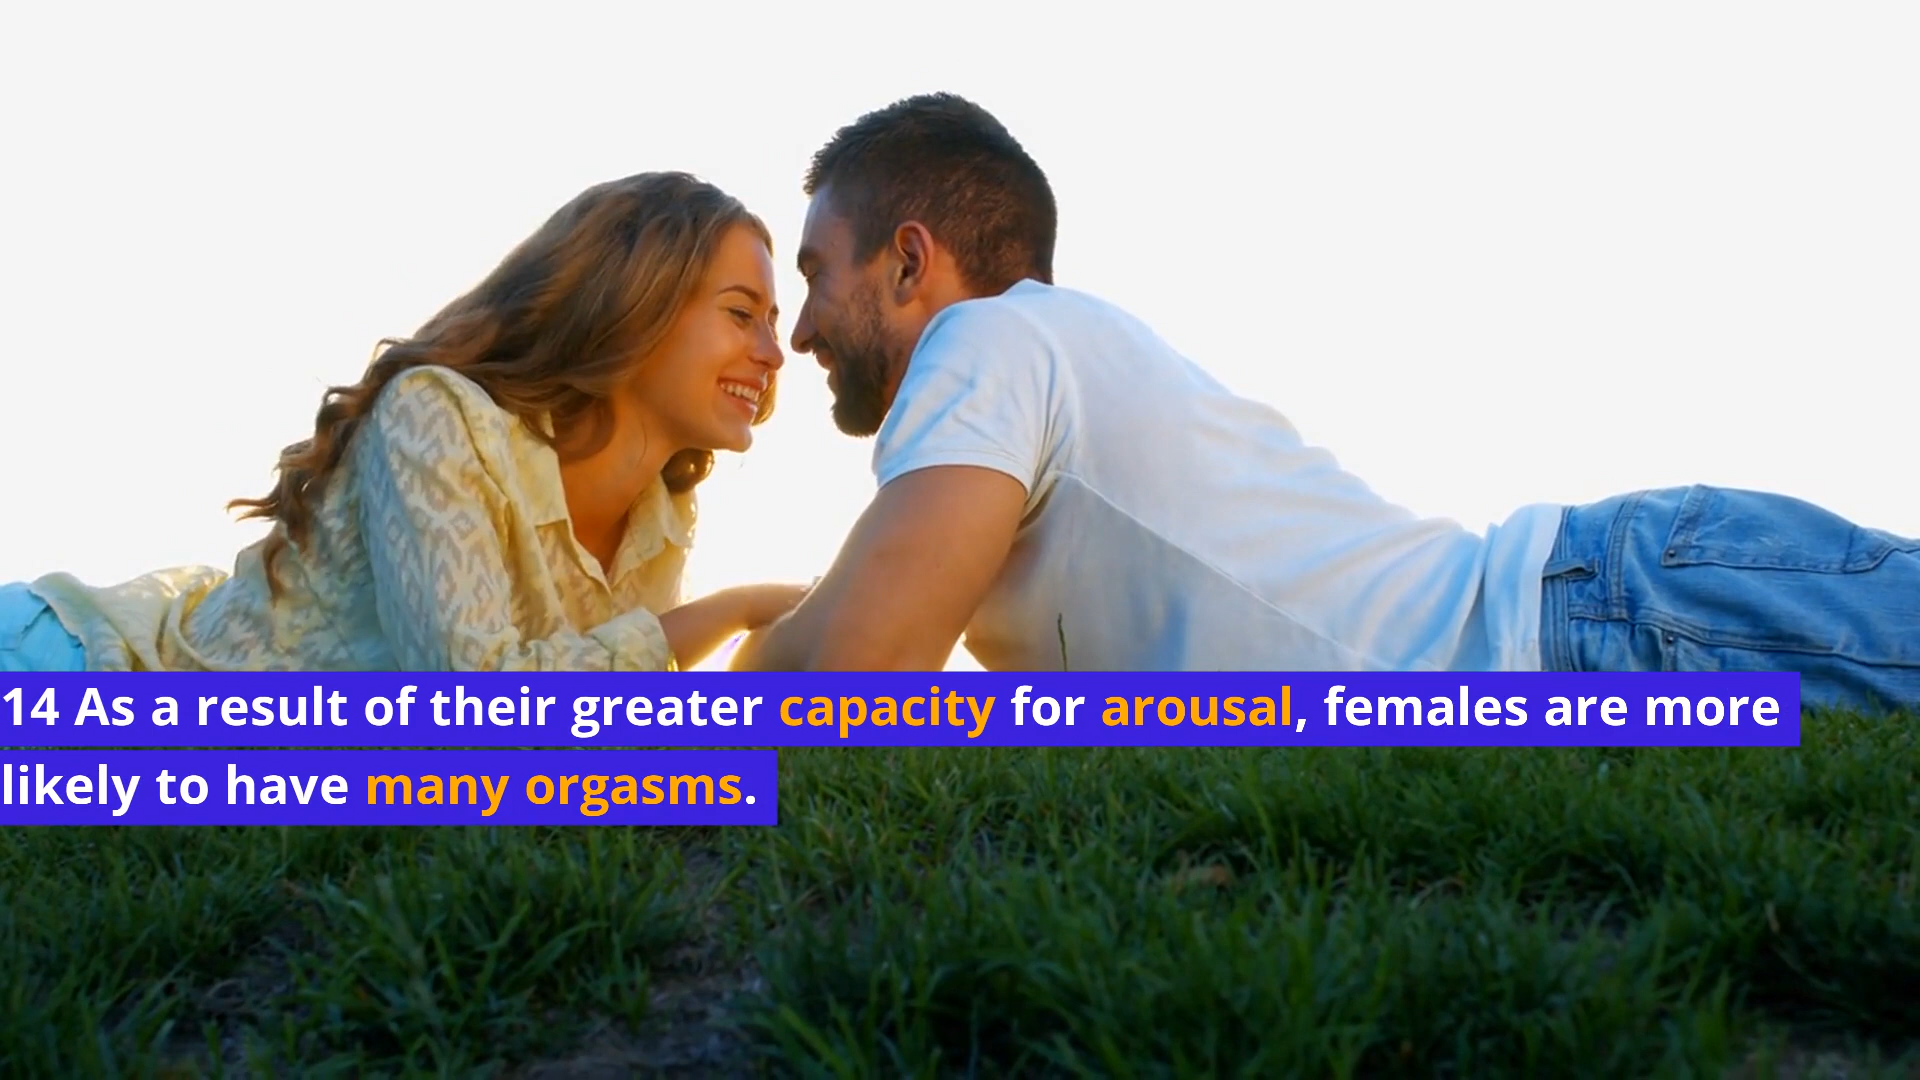 14 As a result of their greater capacity for arousal, females are more
likely to have many orgasms.